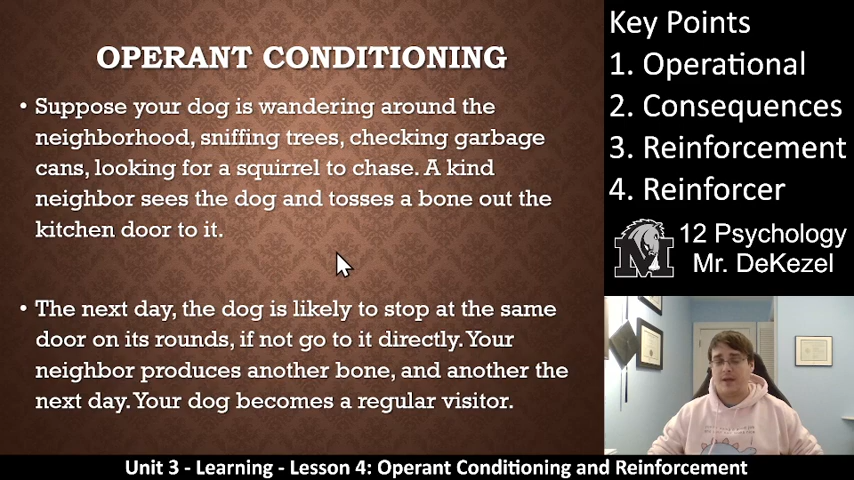 OPERANT CONDITIONING
• Suppose your dog is wandering around the
neighborhood, sniffing trees, checking garbage
cans, looking for a squirrel to chase. A kind
neighbor sees the dog and tosses a bone out the
kitchen door to it.
• The next day, the dog is likely to stop at the same
door on its rounds, if not go to it directly. Your
neighbor produces another bone, and another the
next day. Your dog becomes a regular visitor.
Key Points
1. Operational
2. Consequences
3. Reinforcement
4. Reinforcer
M
12 Psychology
Mr. DeKezel
Unit 3 - Learning - Lesson 4: Operant Conditioning and Reinforcement